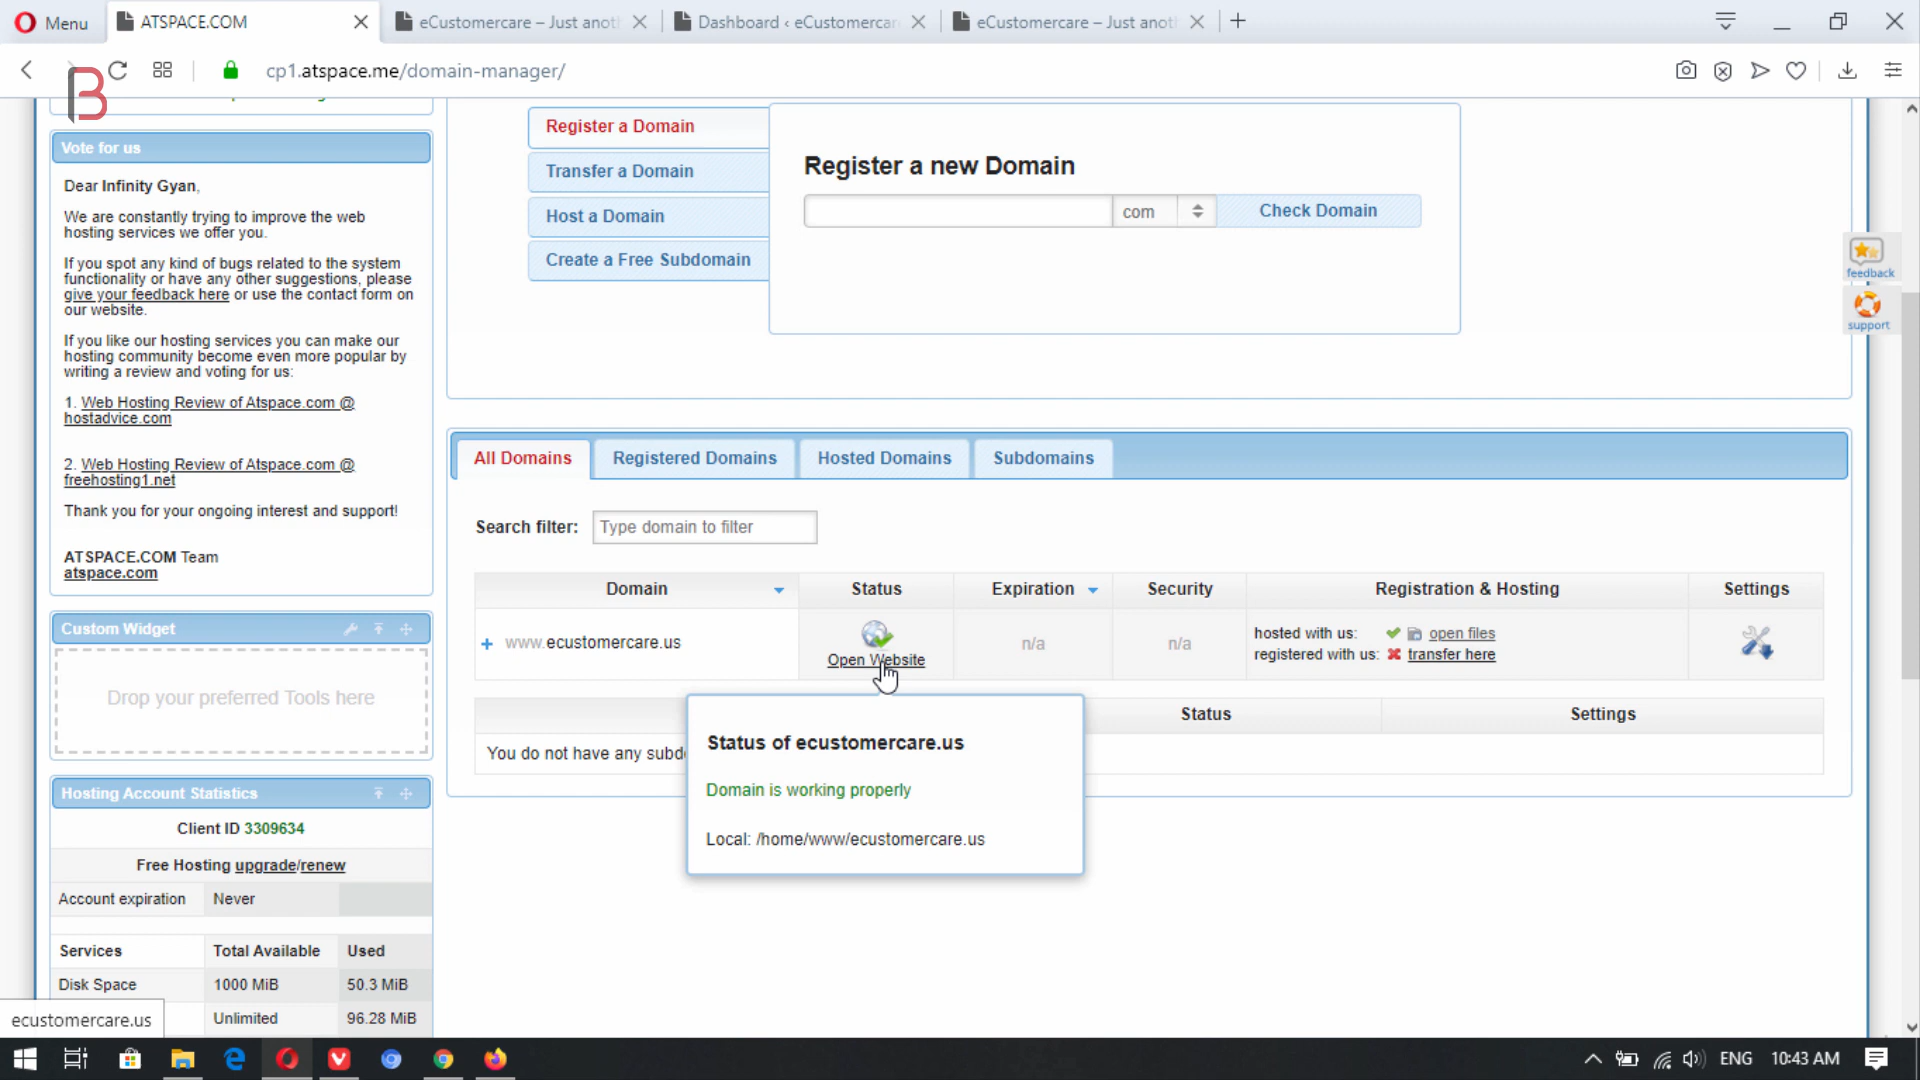 Menu
ATSPACE.COM
eCustomercare – Just anot
Dashboard ‹ eCustomercar
eCustomercare – Just anot
cp1.atspace.me/domain-manager/
B
Vote for us
Dear Infinity Gyan,
We are constantly trying to improve the web
hosting services we offer you.
If you spot any kind of bugs related to the system
functionality or have any other suggestions, please
give your feedback here or use the contact form on
our website.
If you like our hosting services you can make our
hosting community become even more popular by
writing a review and voting for us:
1. Web Hosting Review of Atspace.com @
hostadvice.com
2. Web Hosting Review of Atspace.com @
freehosting1.net
Thank you for your ongoing interest and support!
ATSPACE.COM Team
atspace.com
Custom Widget
Drop your preferred Tools here
Hosting Account Statistics
Client ID 3309634
Free Hosting upgrade/renew
Account expiration Never
Services Total Available Used
Disk Space 1000 MiB 50.3 MiB
Unlimited 96.28 MiB
ecustomercare.us
Register a Domain
Transfer a Domain
Host a Domain
Create a Free Subdomain
Register a new Domain
com
Check Domain
feedback
support
All Domains Registered Domains Hosted Domains Subdomains
Search filter: Type domain to filter
Domain Status Expiration Security Registration & Hosting Settings
+ www.ecustomercare.us
Open Website
n/a
n/a
hosted with us: open files
registered with us: transfer here
Status Settings
You do not have any subd
Status of ecustomercare.us
Domain is working properly
Local: /home/www/ecustomercare.us
ENG 10:43 AM